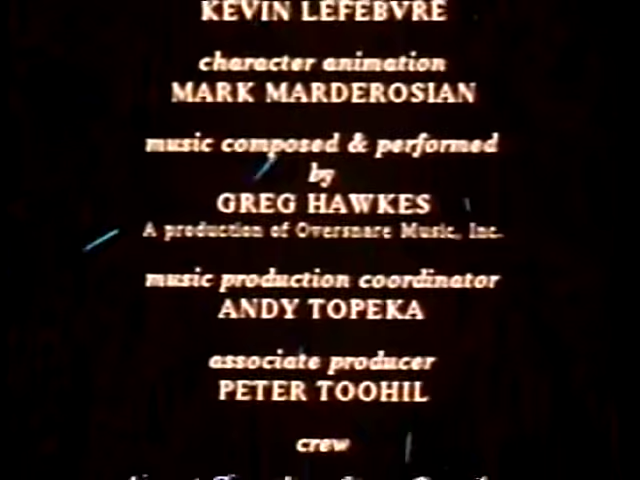 KEVIN LEFEBVRE
character animation
MARK MARDEROSIAN
music composed & performed
by
GREG HAWKES
A production of Oversnare Music, Inc.
music production coordinator
ANDY TOPEKA
associate producer
PETER TOOHIL
crew